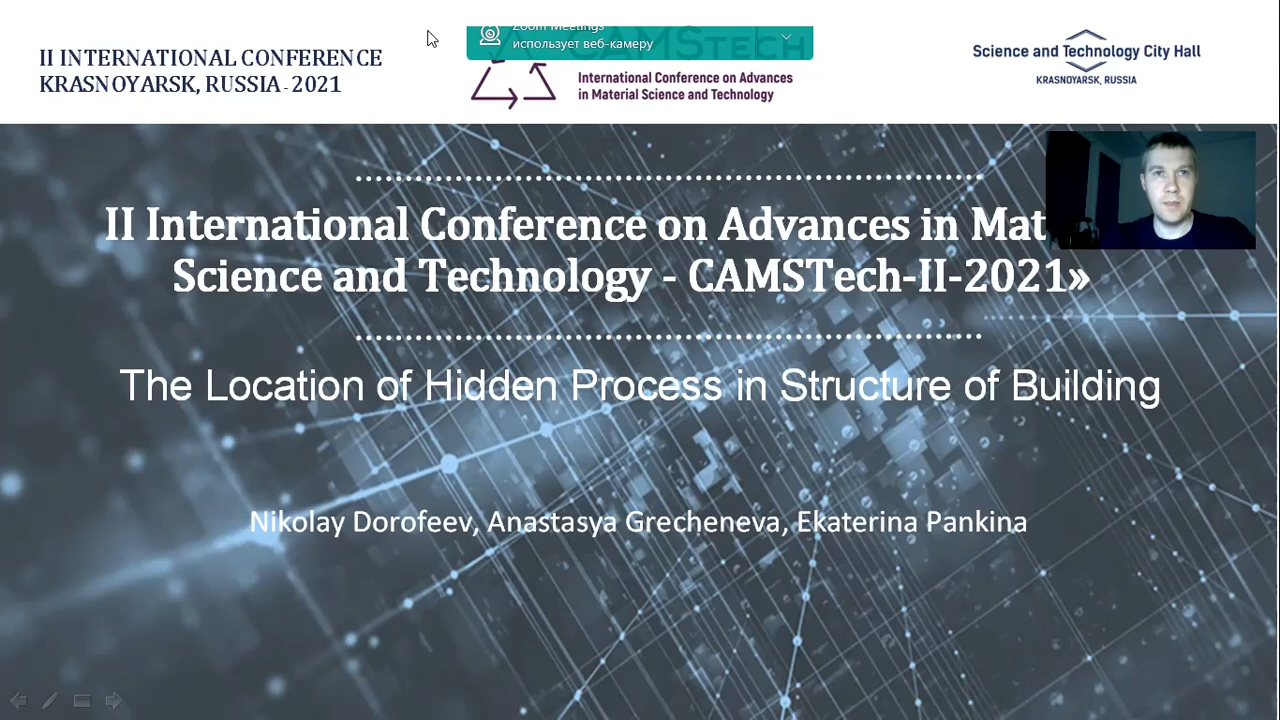 II INTERNATIONAL CONFERENCE
KRASNOYARSK, RUSSIA - 2021
Zoom Meetings
использует веб-камеру
CAMSTECH
International Conference on Advances
in Material Science and Technology
Science and Technology City Hall
KRASNOYARSK, RUSSIA
II International Conference on Advances in Mat
Science and Technology - CAMSTech-II-2021»
The Location of Hidden Process in Structure of Building
Nikolay Dorofeev, Anastasya Grecheneva, Ekaterina Pankina